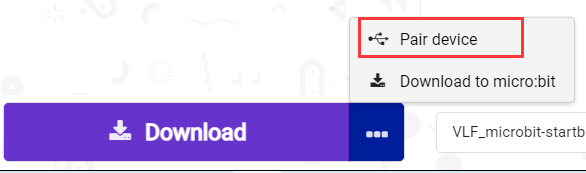 Pair device
Download to micro:bit
Download
VLF_microbit-startb